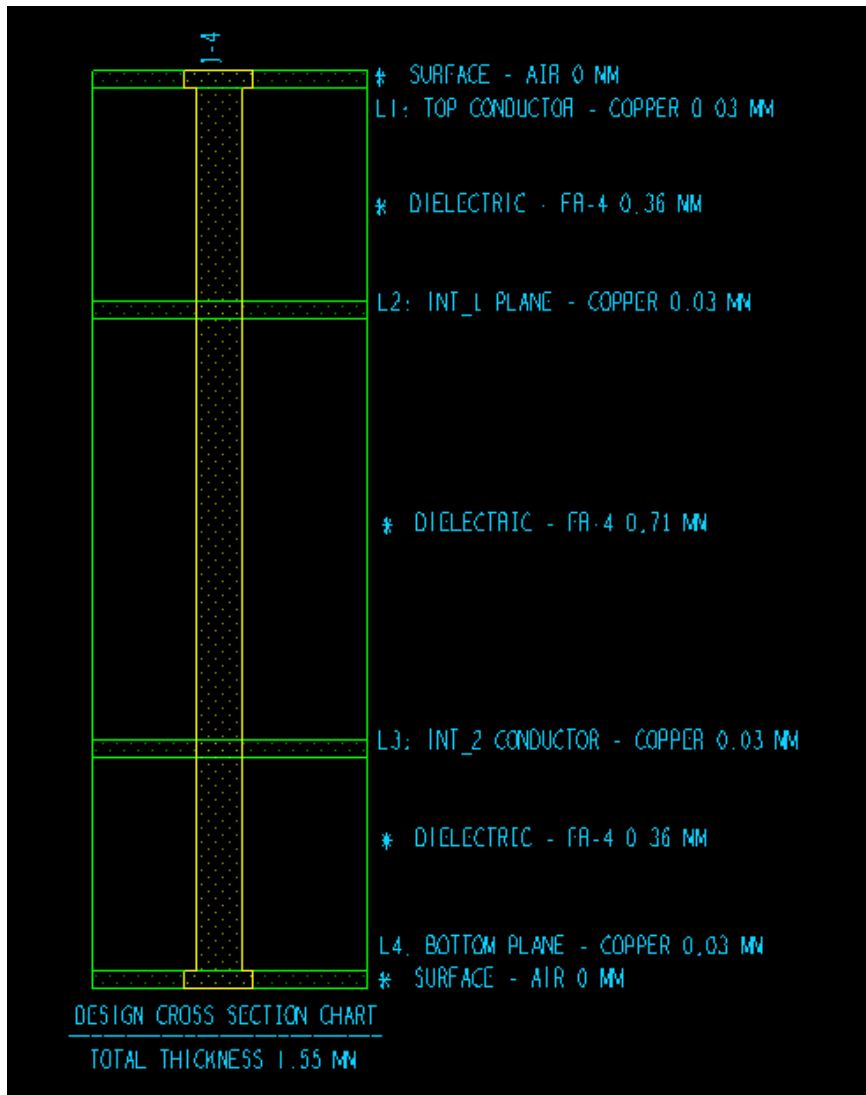 1-4
* SURFACE - AIR 0 MM
L1: TOP CONDUCTOR - COPPER 0 03 MM
* DIELECTRIC - FR-4 0.36 MM
L2: INT_1 PLANE - COPPER 0.03 MM
* DIELECTRIC - FR-4 0.71 MM
L3: INT_2 CONDUCTOR - COPPER 0.03 MM
* DIELECTRIC - FR-4 0 36 MM
L4. BOTTOM PLANE - COPPER 0.03 MM
* SURFACE - AIR 0 MM
DESIGN CROSS SECTION CHART
TOTAL THICKNESS 1.55 MM